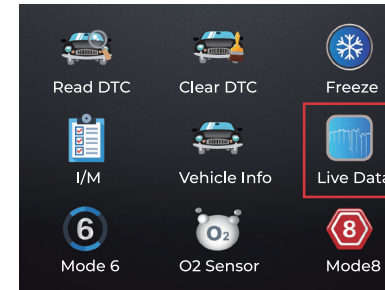 Read DTC
Clear DTC
Freeze
I/M
Vehicle Info
Live Data
6
O2
8
Mode 6
O2 Sensor
Mode8